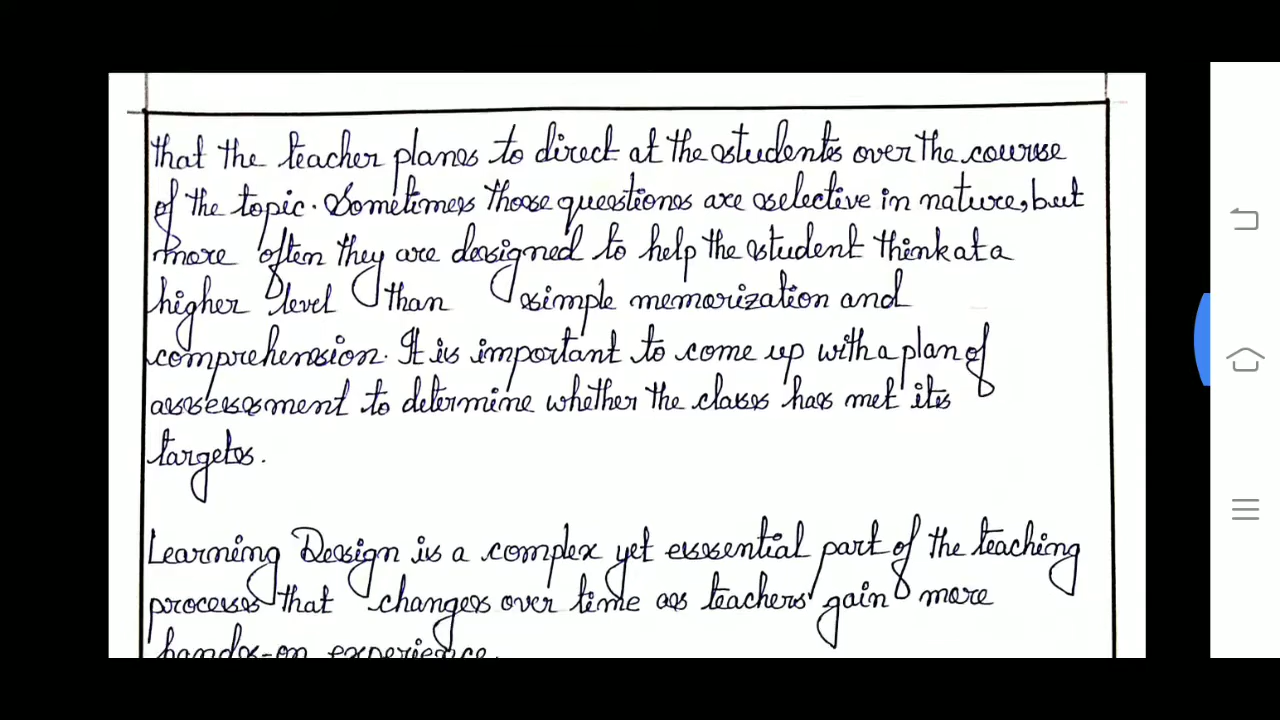 that the teacher plans to direct at the students over the course
of the topic. Sometimes those questions are selective in nature, but
more often they are designed to help the student think at a
higher level than simple memorization and
comprehension. It is important to come up with a plan of
assessment to determine whether the class has met its
targets.
Learning Design is a complex yet essential part of the teaching
process that changes over time as teachers gain more
hands-on experience.